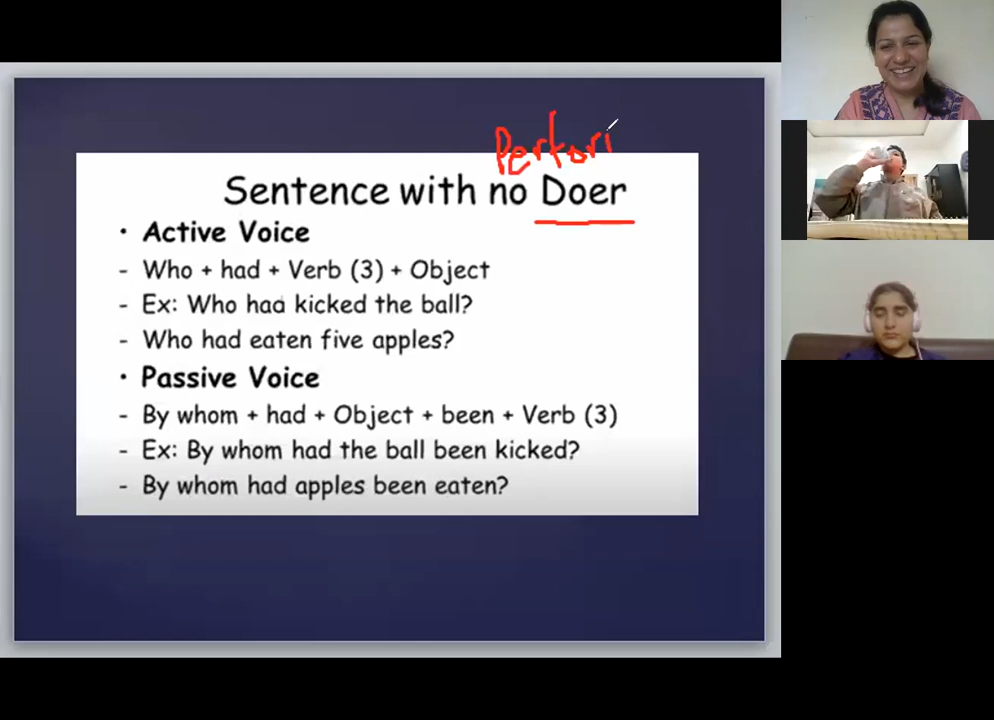 Perfori
Sentence with no Doer
• Active Voice
- Who + had + Verb (3) + Object
- Ex: Who had kicked the ball?
- Who had eaten five apples?
• Passive Voice
- By whom + had + Object + been + Verb (3)
- Ex: By whom had the ball been kicked?
- By whom had apples been eaten?